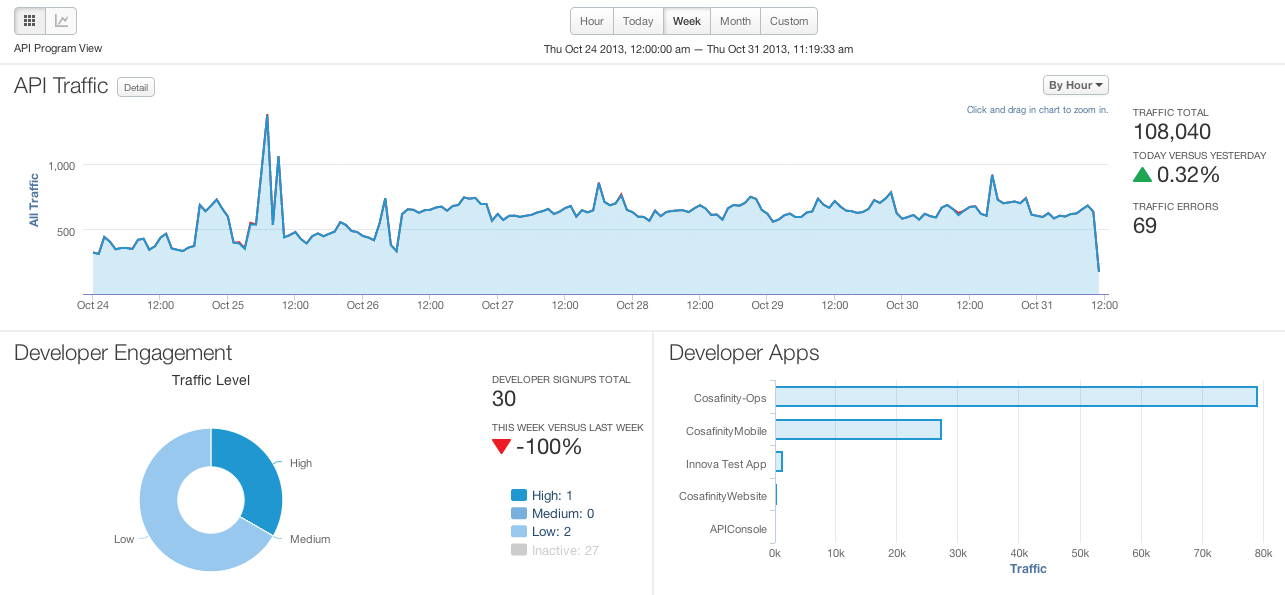 Hour Today Week Month Custom
API Program View
Thu Oct 24 2013, 12:00:00 am — Thu Oct 31 2013, 11:19:33 am
API Traffic Detail
By Hour
Click and drag in chart to zoom in.
All Traffic
1,000
500
Oct 24 12:00 Oct 25 12:00 Oct 26 12:00 Oct 27 12:00 Oct 28 12:00 Oct 29 12:00 Oct 30 12:00 Oct 31 12:00
TRAFFIC TOTAL
108,040
TODAY VERSUS YESTERDAY
0.32%
TRAFFIC ERRORS
69
Developer Engagement
Traffic Level
High
Low
Medium
DEVELOPER SIGNUPS TOTAL
30
THIS WEEK VERSUS LAST WEEK
-100%
High: 1
Medium: 0
Low: 2
Inactive: 27
Developer Apps
Cosafinity-Ops
CosafinityMobile
Innova Test App
CosafinityWebsite
APIConsole
0k 10k 20k 30k 40k 50k 60k 70k 80k
Traffic